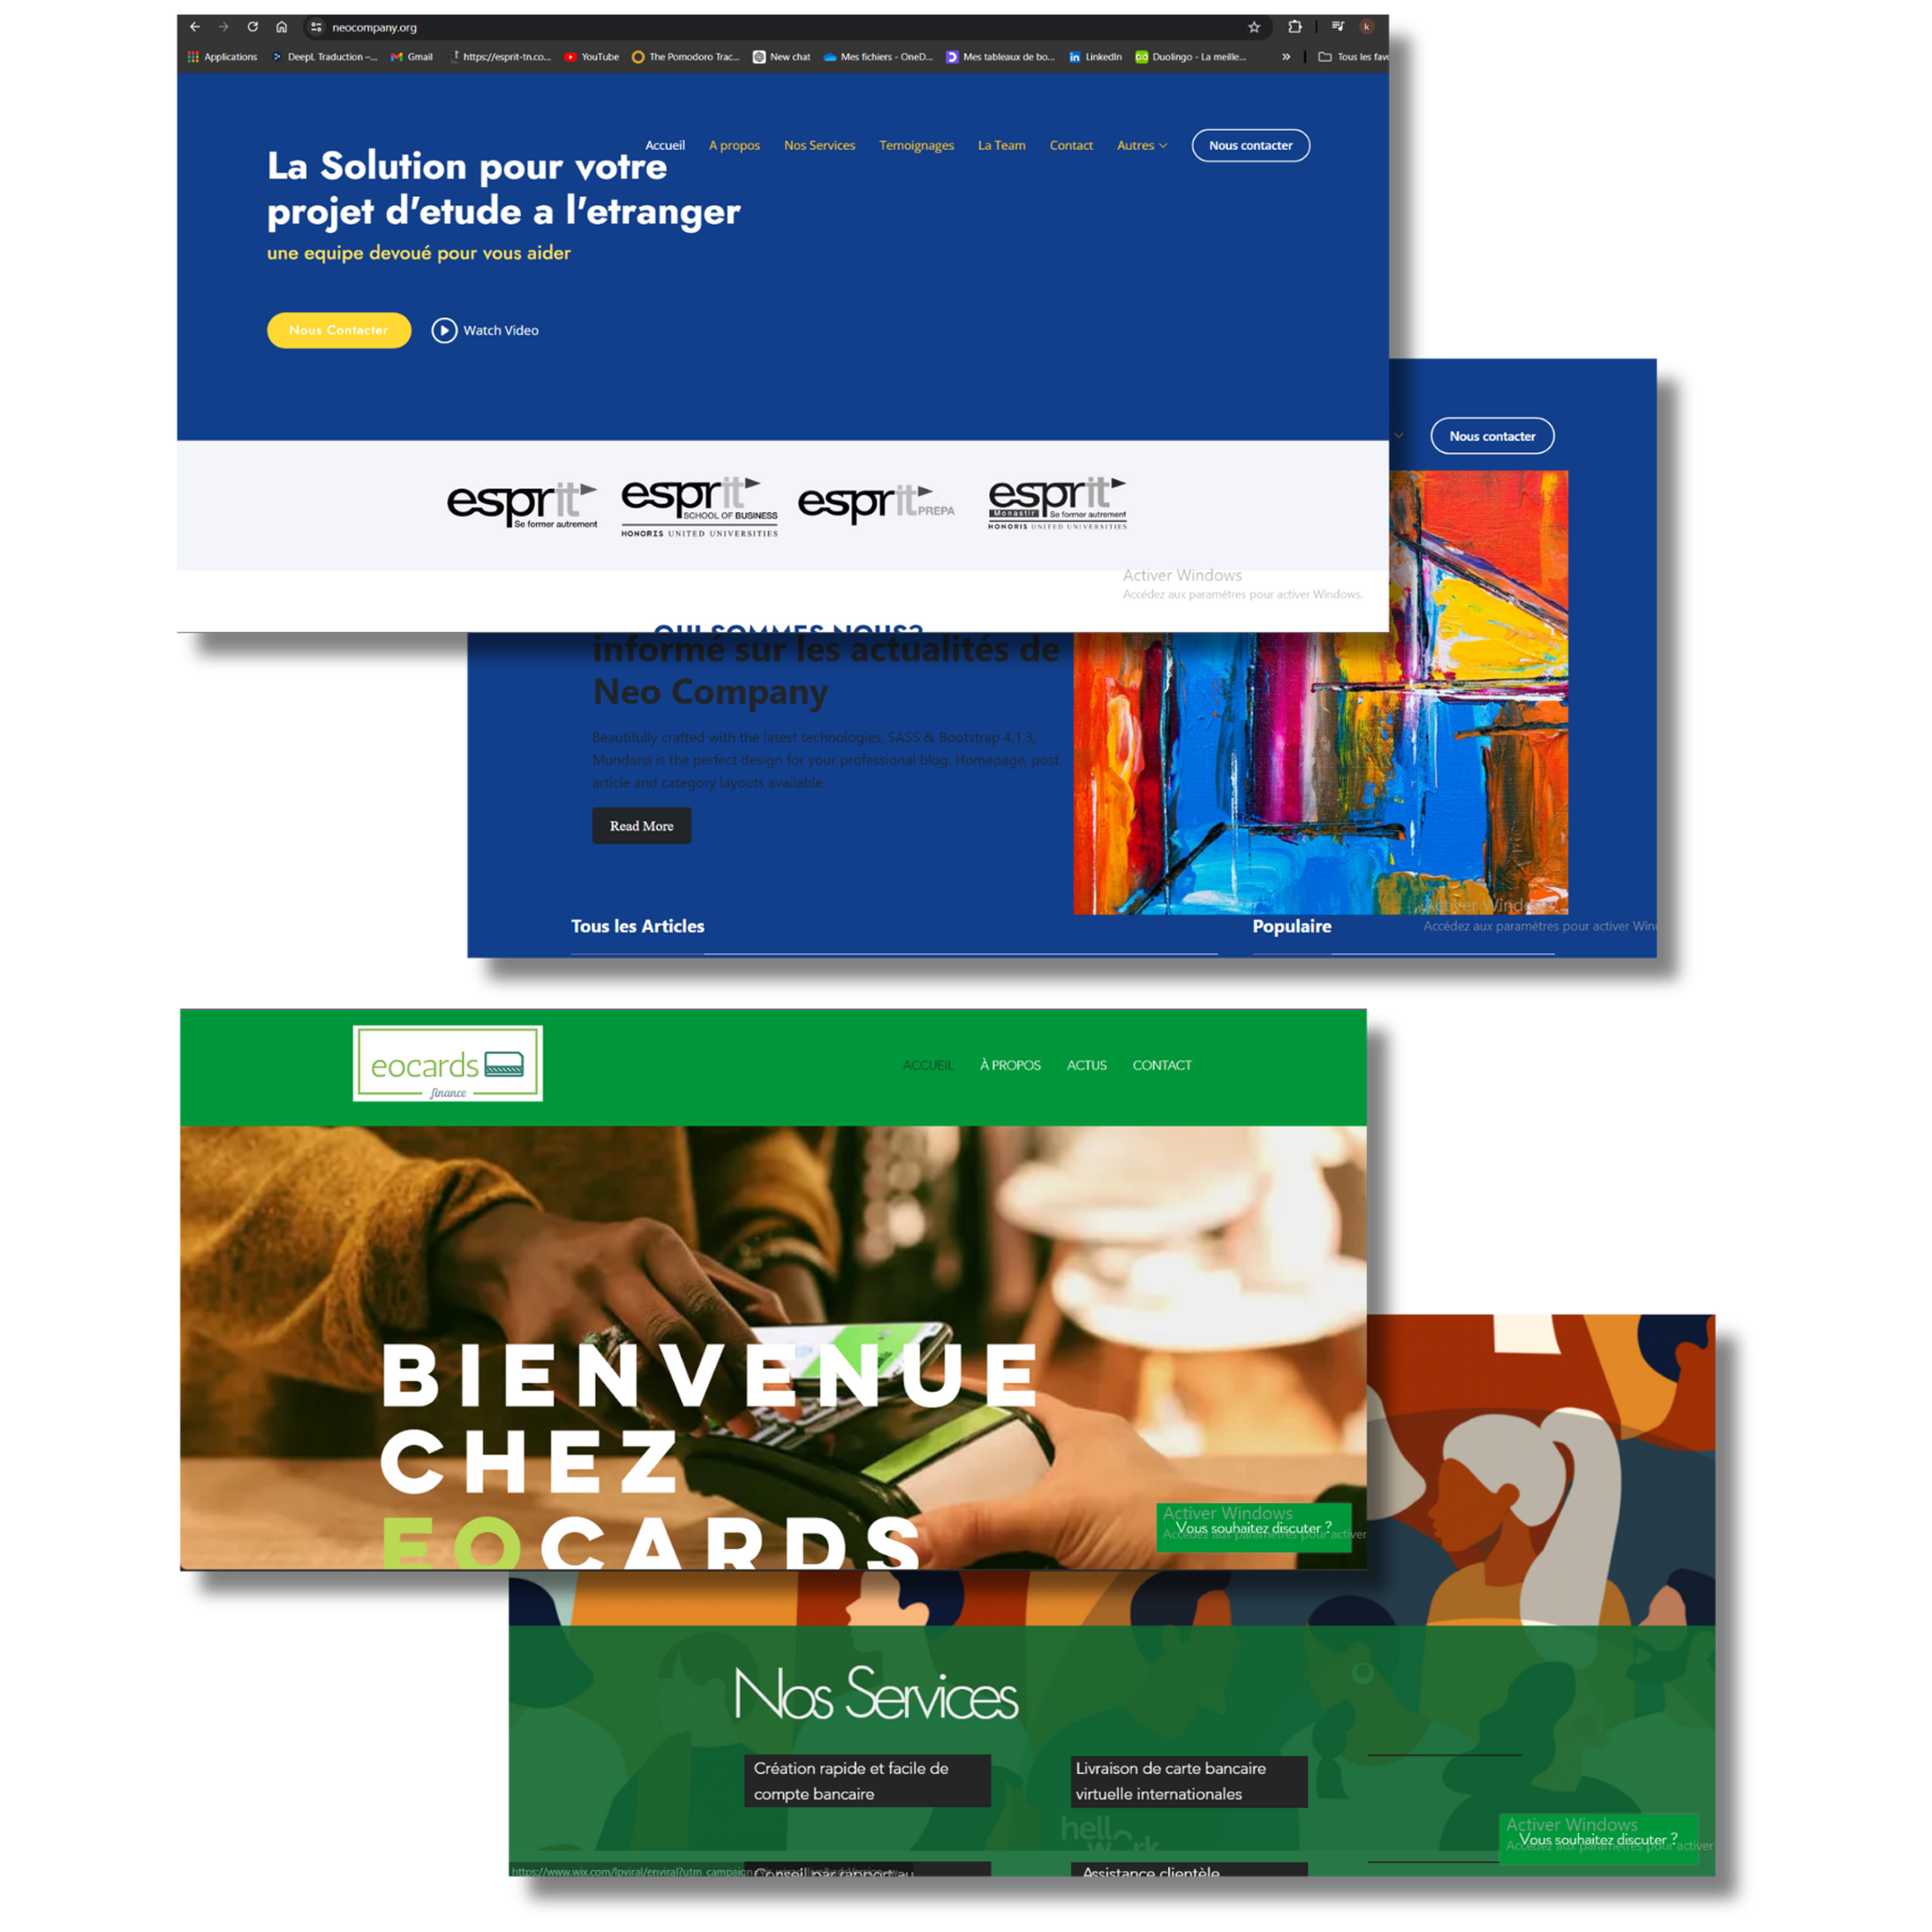 neocompany.org
Applications
DeepL Traduction –...
Gmail
https://esprit-tn.co...
YouTube
The Pomodoro Trac...
New chat
Mes fichiers - OneD...
Mes tableaux de bo...
LinkedIn
Duolingo - La meille...
»
Tous les fav
Accueil
A propos
Nos Services
Temoignages
La Team
Contact
Autres
Nous contacter
La Solution pour votre
projet d'etude a l'etranger
une equipe devoué pour vous aider
Nous Contacter
Watch Video
esprit
Se former autrement
esprit
SCHOOL OF BUSINESS
HONORIS UNITED UNIVERSITIES
esprit
PREPA
esprit
Monastir
Se former autrement
HONORIS UNITED UNIVERSITIES
Activer Windows
Accédez aux paramètres pour activer Windows.
QUI SOMMES NOUS?
Nous contacter
informé sur les actualités de
Neo Company
Beautifully crafted with the latest technologies, SASS & Bootstrap 4.1.3,
Mundana is the perfect design for your professional blog. Homepage, post
article and category layouts available.
Read More
Tous les Articles
Populaire
Activer Windows
Accédez aux paramètres pour activer Win
eocards
finance
ACCUEIL
À PROPOS
ACTUS
CONTACT
BIENVENUE
CHEZ
EOCARDS
Activer Windows
Vous souhaitez discuter ?
Accédez aux paramètres pour activer
Nos Services
Création rapide et facile de
compte bancaire
Livraison de carte bancaire
virtuelle internationales
hello
work
Conseil par rapport au
Assistance clientèle
Activer Windows
Vous souhaitez discuter ?
Accédez aux paramètres pour activer